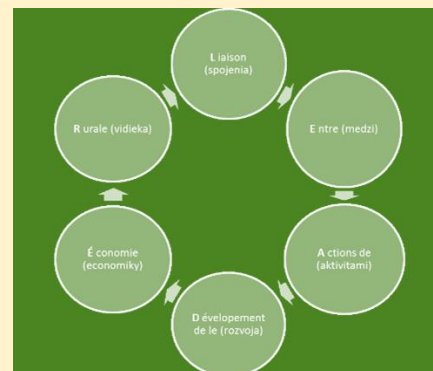 L iaison
(spojenia)
E ntre (medzi)
A ctions de
(aktivitami)
D évelopement
de le (rozvoja)
É conomie
(economiky)
R urale (vidieka)